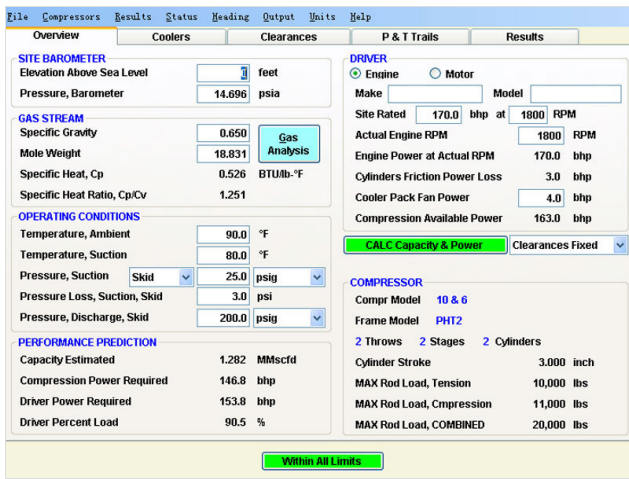 File Compressors Results Status Heading Output Units Help
Overview Coolers Clearances P & T Trails Results
SITE BAROMETER
Elevation Above Sea Level feet
Pressure, Barometer 14.696 psia
GAS STREAM
Specific Gravity 0.650
Mole Weight 18.831
Gas Analysis
Specific Heat, Cp 0.526 BTU/lb-°F
Specific Heat Ratio, Cp/Cv 1.251
OPERATING CONDITIONS
Temperature, Ambient 90.0 °F
Temperature, Suction 80.0 °F
Pressure, Suction Skid 25.0 psig
Pressure Loss, Suction, Skid 3.0 psi
Pressure, Discharge, Skid 200.0 psig
PERFORMANCE PREDICTION
Capacity Estimated 1.282 MMscfd
Compression Power Required 146.8 bhp
Driver Power Required 153.8 bhp
Driver Percent Load 90.5 %
DRIVER
Engine Motor
Make Model
Site Rated 170.0 bhp at 1800 RPM
Actual Engine RPM 1800 RPM
Engine Power at Actual RPM 170.0 bhp
Cylinders Friction Power Loss 3.0 bhp
Cooler Pack Fan Power 4.0 bhp
Compression Available Power 163.0 bhp
CALC Capacity & Power Clearances Fixed
COMPRESSOR
Compr Model 10 & 6
Frame Model PHT2
2 Throws 2 Stages 2 Cylinders
Cylinder Stroke 3.000 inch
MAX Rod Load, Tension 10,000 lbs
MAX Rod Load, Cmpression 11,000 lbs
MAX Rod Load, COMBINED 20,000 lbs
Within All Limits